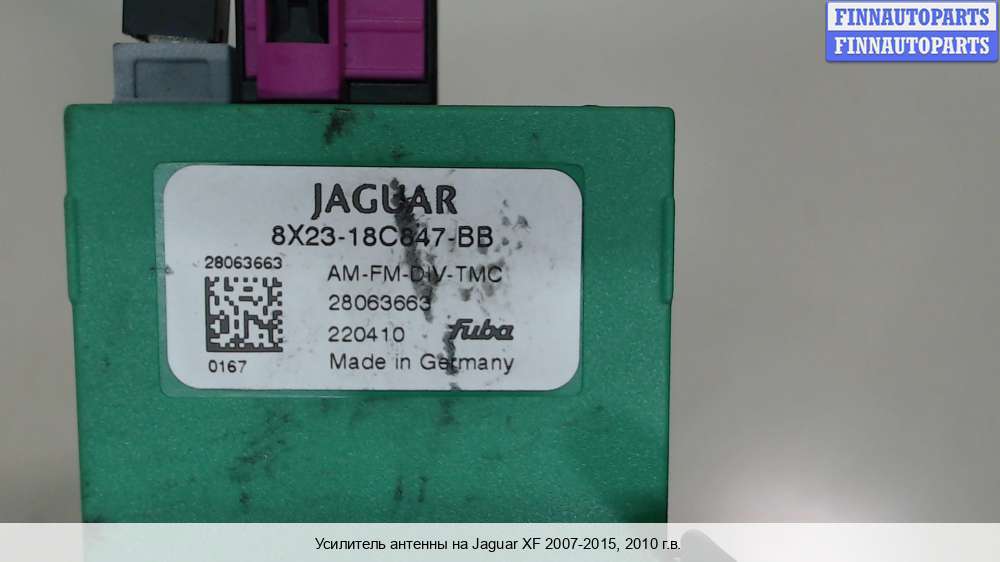 FINNAUTOPARTS
FINNAUTOPARTS
JAGUAR
8X23-18C847-BB
28063663
AM-FM-DIV-TMC
28063663
220410 fuba
0167
Made in Germany
Усилитель антенны на Jaguar XF 2007-2015, 2010 г.в.